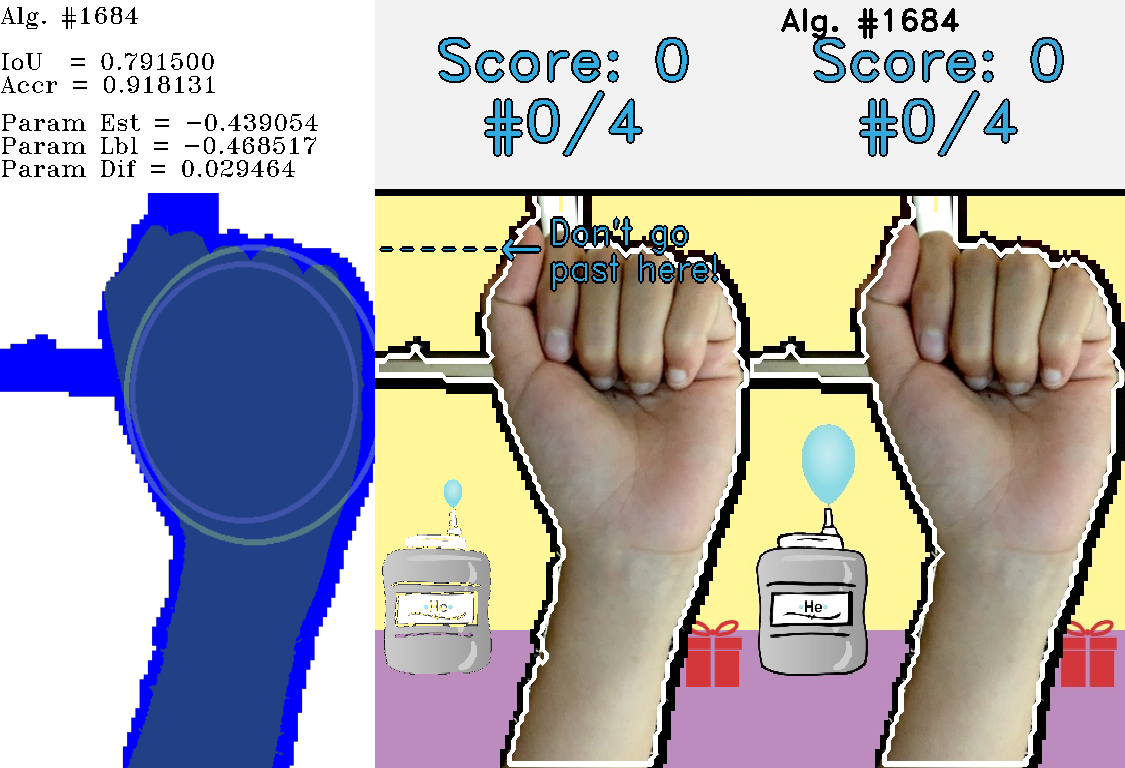 Alg. #1684
IoU = 0.791500
Accr = 0.918131
Param Est = -0.439054
Param Lbl = -0.468517
Param Dif = 0.029464
Score: 0
#0/4
Don't go
past here!
He
Alg. #1684
Score: 0
#0/4
He